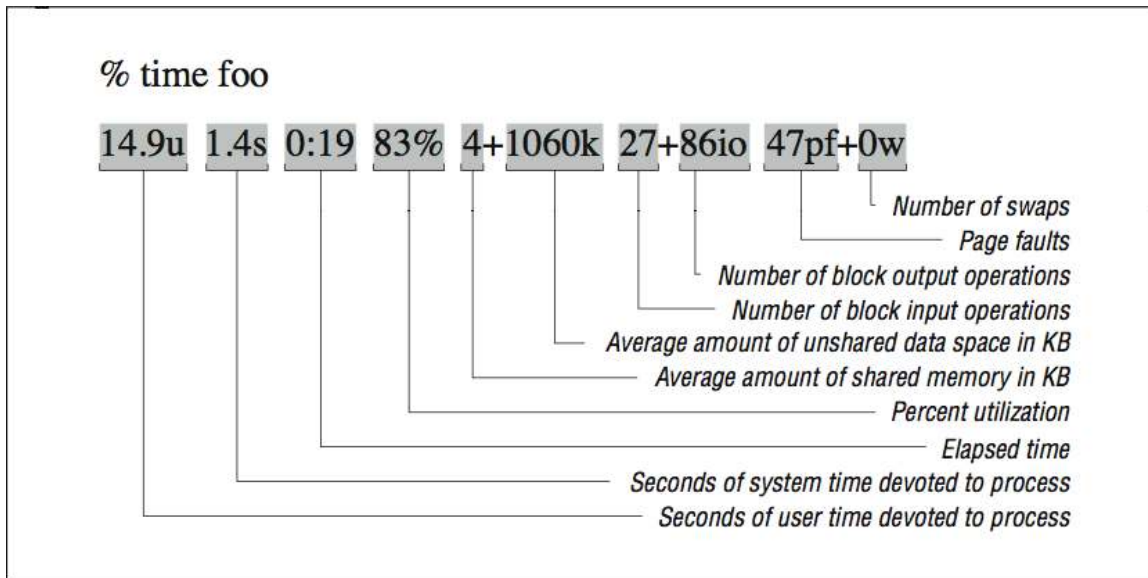 % time foo
14.9u 1.4s 0:19 83% 4+1060k 27+86io 47pf+0w
Number of swaps
Page faults
Number of block output operations
Number of block input operations
Average amount of unshared data space in KB
Average amount of shared memory in KB
Percent utilization
Elapsed time
Seconds of system time devoted to process
Seconds of user time devoted to process